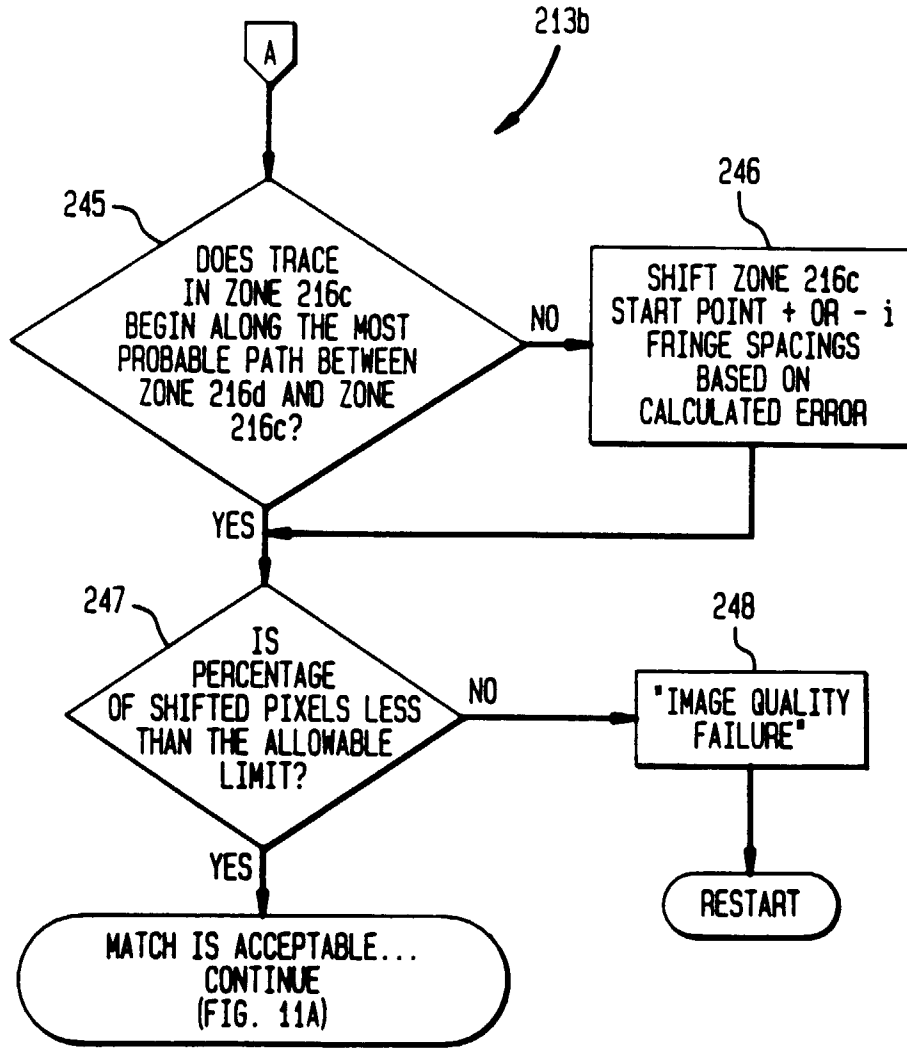 A
213b
245
DOES TRACE
IN ZONE 216c
BEGIN ALONG THE MOST
PROBABLE PATH BETWEEN
ZONE 216d AND ZONE
216c?
NO
246
SHIFT ZONE 216c
START POINT + OR - i
FRINGE SPACINGS
BASED ON
CALCULATED ERROR
YES
247
IS
PERCENTAGE
OF SHIFTED PIXELS LESS
THAN THE ALLOWABLE
LIMIT?
NO
248
"IMAGE QUALITY
FAILURE"
YES
RESTART
MATCH IS ACCEPTABLE...
CONTINUE
(FIG. 11A)